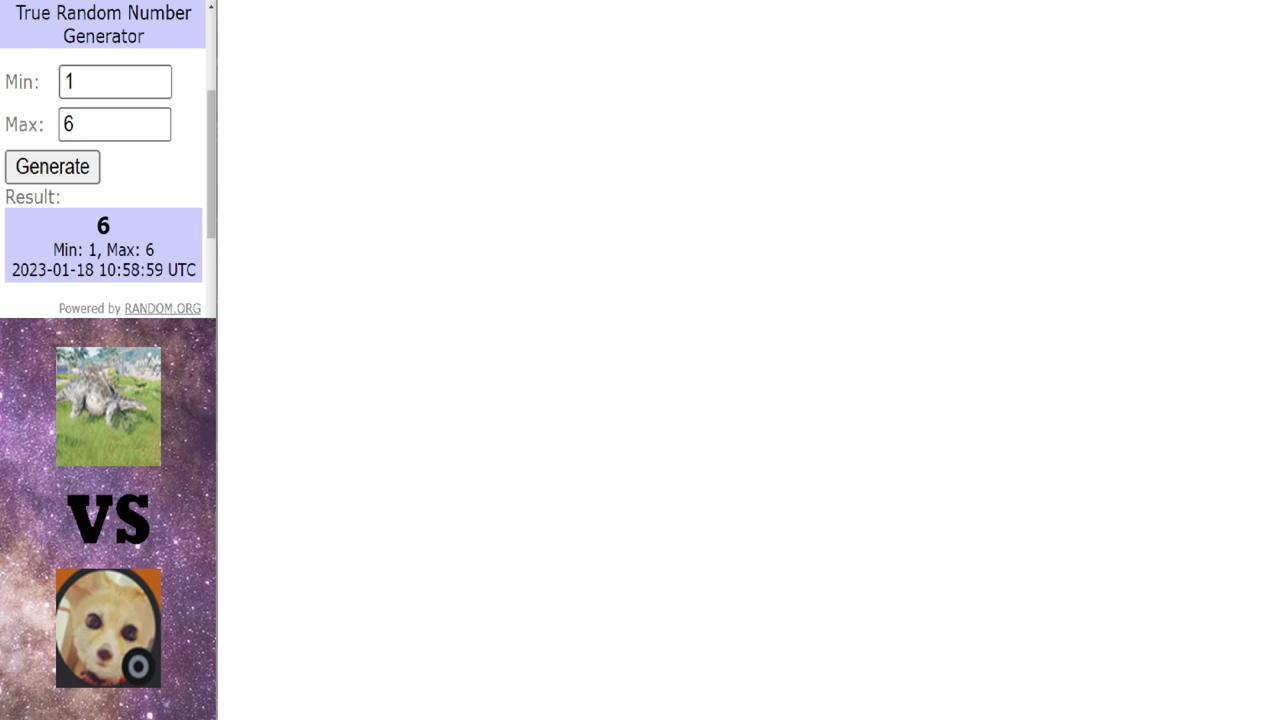 True Random Number
Generator
Min: 1
Max: 6
Generate
Result:
6
Min: 1, Max: 6
2023-01-18 10:58:59 UTC
Powered by RANDOM.ORG
VS